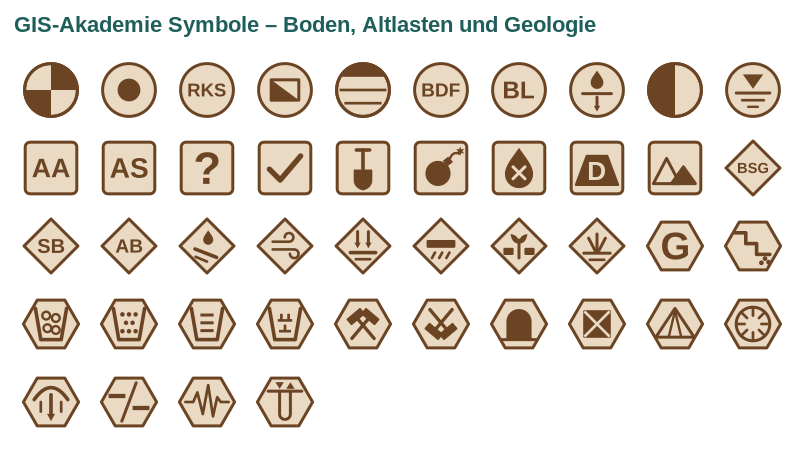 GIS-Akademie Symbole – Boden, Altlasten und Geologie
RKS BDF BL
AA AS ? D BSG
SB AB G